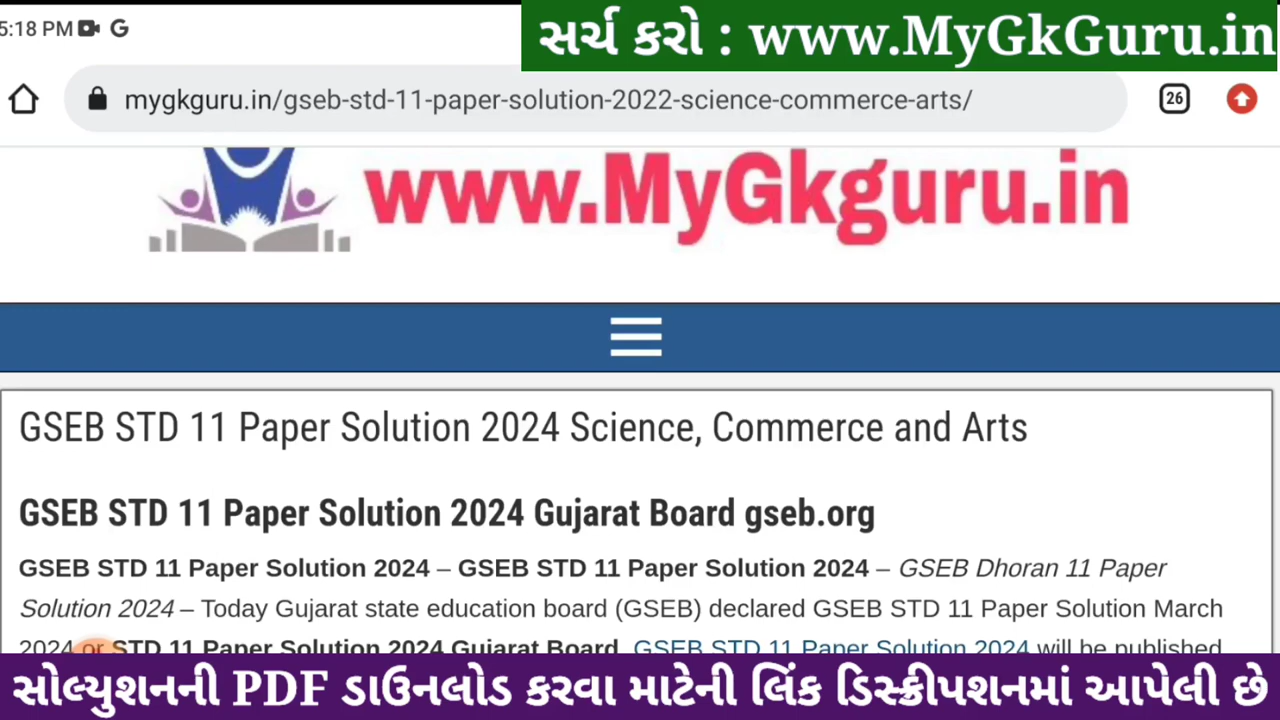 5:18 PM
સર્ચ કરો : www.MyGkGuru.in
mygkguru.in/gseb-std-11-paper-solution-2022-science-commerce-arts/
26
www.MyGkguru.in
GSEB STD 11 Paper Solution 2024 Science, Commerce and Arts
GSEB STD 11 Paper Solution 2024 Gujarat Board gseb.org
GSEB STD 11 Paper Solution 2024 – GSEB STD 11 Paper Solution 2024 – GSEB Dhoran 11 Paper
Solution 2024 – Today Gujarat state education board (GSEB) declared GSEB STD 11 Paper Solution March
2024 or STD 11 Paper Solution 2024 Gujarat Board. GSEB STD 11 Paper Solution 2024 will be published
સોલ્યુશનની PDF ડાઉનલોડ કરવા માટેની લિંક ડિસ્ક્રીપશનમાં આપેલી છે